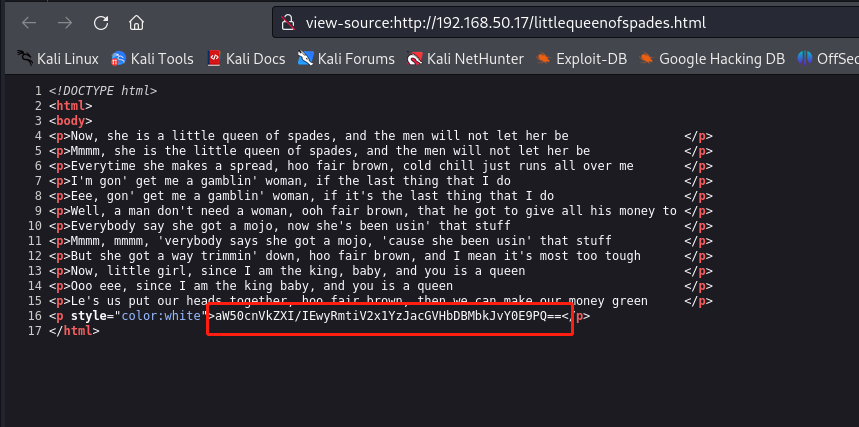 view-source:http://192.168.50.17/littlequeenofspades.html
Kali Linux Kali Tools Kali Docs Kali Forums Kali NetHunter Exploit-DB Google Hacking DB OffSec
1 <!DOCTYPE html>
2 <html>
3 <body>
4 <p>Now, she is a little queen of spades, and the men will not let her be </p>
5 <p>Mmmm, she is the little queen of spades, and the men will not let her be </p>
6 <p>Everytime she makes a spread, hoo fair brown, cold chill just runs all over me </p>
7 <p>I'm gon' get me a gamblin' woman, if the last thing that I do </p>
8 <p>Eee, gon' get me a gamblin' woman, if it's the last thing that I do </p>
9 <p>Well, a man don't need a woman, ooh fair brown, that he got to give all his money to </p>
10 <p>Everybody say she got a mojo, now she's been usin' that stuff </p>
11 <p>Mmmm, mmmm, 'verybody says she got a mojo, 'cause she been usin' that stuff </p>
12 <p>But she got a way trimmin' down, hoo fair brown, and I mean it's most too tough </p>
13 <p>Now, little girl, since I am the king, baby, and you is a queen </p>
14 <p>Ooo eee, since I am the king baby, and you is a queen </p>
15 <p>Le's us put our heads together, hoo fair brown, then we can make our money green </p>
16 <p style="color:white">aW50cnVkZXI/IEwyRmtiV2x1YzJacGVHbDBMbkJvY0E9PQ==</p>
17 </html>